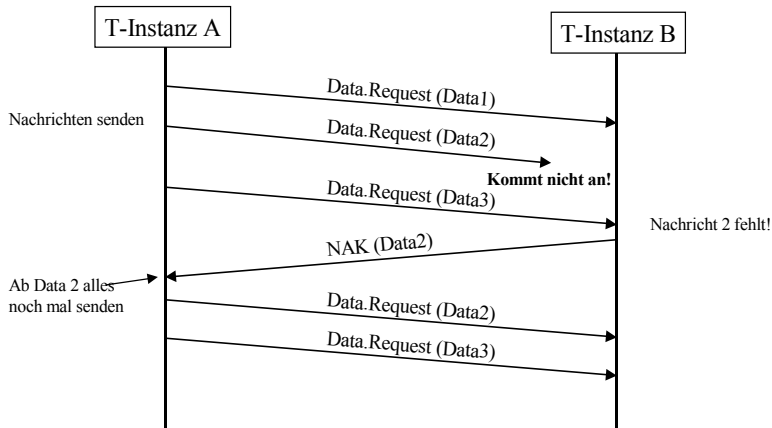 T-Instanz A
T-Instanz B
Data.Request (Data1)
Nachrichten senden
Data.Request (Data2)
Kommt nicht an!
Data.Request (Data3)
Nachricht 2 fehlt!
NAK (Data2)
Ab Data 2 alles
noch mal senden
Data.Request (Data2)
Data.Request (Data3)